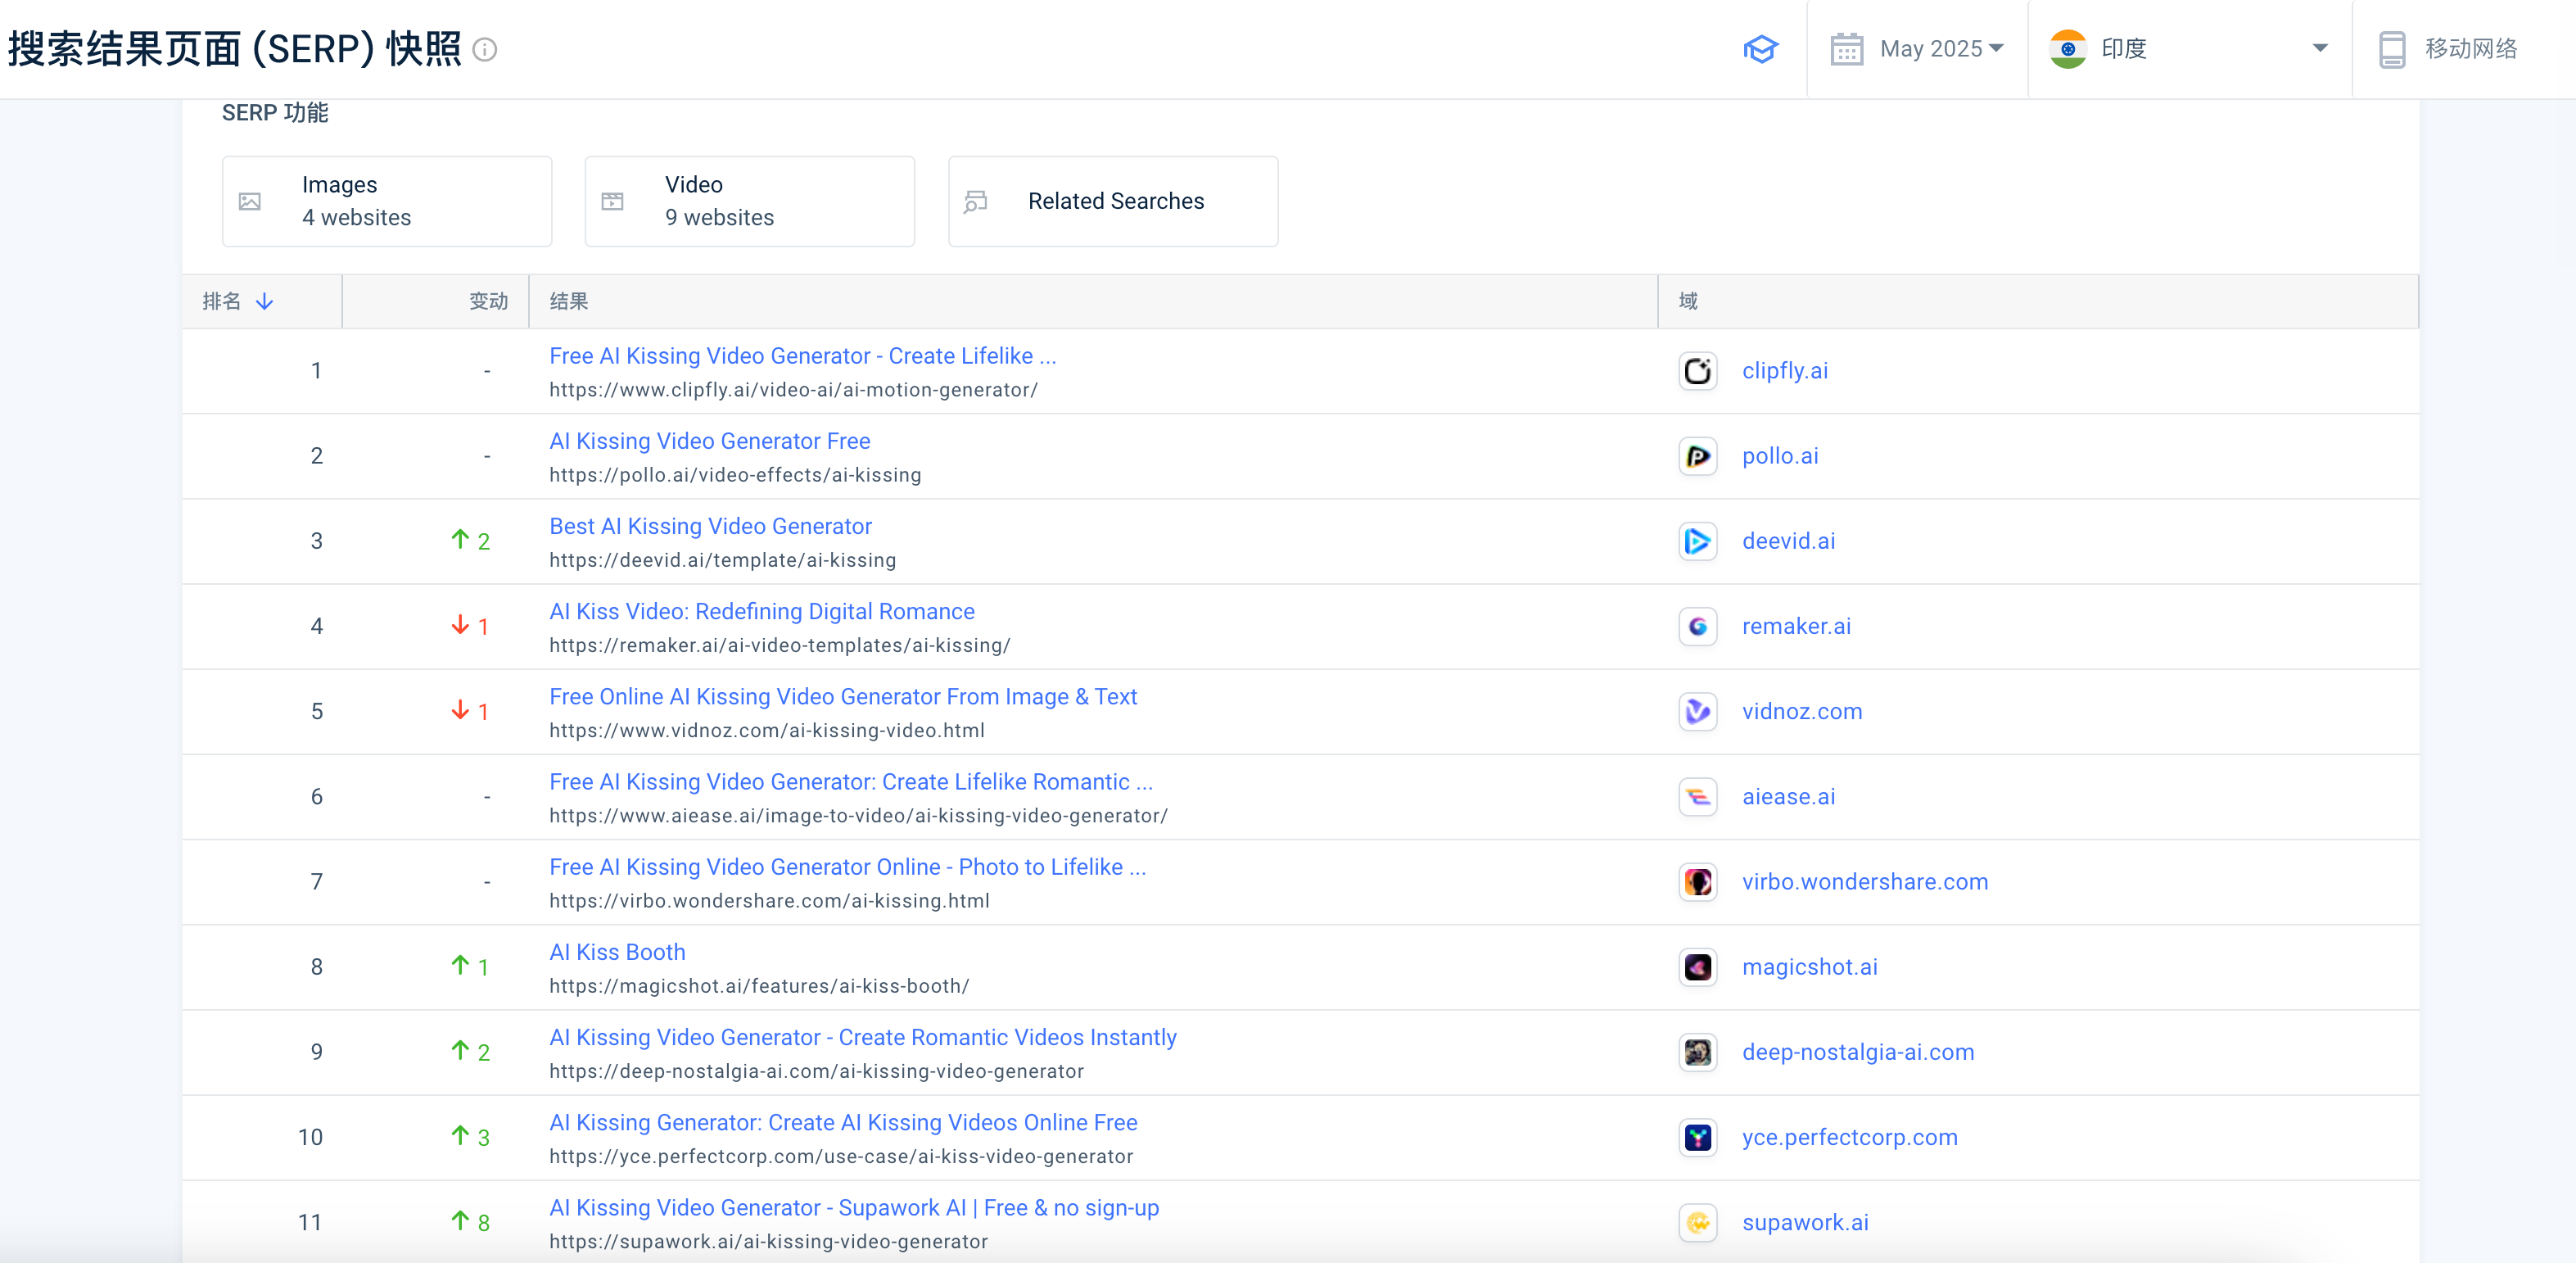 搜索结果页面 (SERP) 快照
May 2025
印度
移动网络
SERP 功能
Images
4 websites
Video
9 websites
Related Searches
排名 变动 结果 域
1 - Free AI Kissing Video Generator - Create Lifelike ... clipfly.ai
https://www.clipfly.ai/video-ai/ai-motion-generator/
2 - AI Kissing Video Generator Free pollo.ai
https://pollo.ai/video-effects/ai-kissing
3 ↑ 2 Best AI Kissing Video Generator deevid.ai
https://deevid.ai/template/ai-kissing
4 ↓ 1 AI Kiss Video: Redefining Digital Romance remaker.ai
https://remaker.ai/ai-video-templates/ai-kissing/
5 ↓ 1 Free Online AI Kissing Video Generator From Image & Text vidnoz.com
https://www.vidnoz.com/ai-kissing-video.html
6 - Free AI Kissing Video Generator: Create Lifelike Romantic ... aiease.ai
https://www.aiease.ai/image-to-video/ai-kissing-video-generator/
7 - Free AI Kissing Video Generator Online - Photo to Lifelike ... virbo.wondershare.com
https://virbo.wondershare.com/ai-kissing.html
8 ↑ 1 AI Kiss Booth magicshot.ai
https://magicshot.ai/features/ai-kiss-booth/
9 ↑ 2 AI Kissing Video Generator - Create Romantic Videos Instantly deep-nostalgia-ai.com
https://deep-nostalgia-ai.com/ai-kissing-video-generator
10 ↑ 3 AI Kissing Generator: Create AI Kissing Videos Online Free yce.perfectcorp.com
https://yce.perfectcorp.com/use-case/ai-kiss-video-generator
11 ↑ 8 AI Kissing Video Generator - Supawork AI | Free & no sign-up supawork.ai
https://supawork.ai/ai-kissing-video-generator